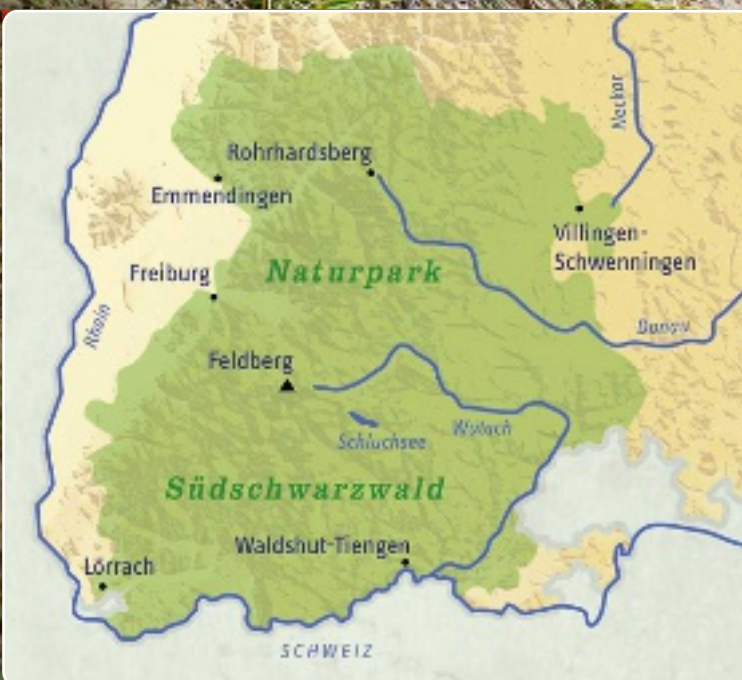 Neckar
Rohrhardsberg
Emmendingen
Villingen-
Schwenningen
Freiburg
Naturpark
Rhein
Donau
Feldberg
Schluchsee
Wutach
Südschwarzwald
Waldshut-Tiengen
Lörrach
SCHWEIZ